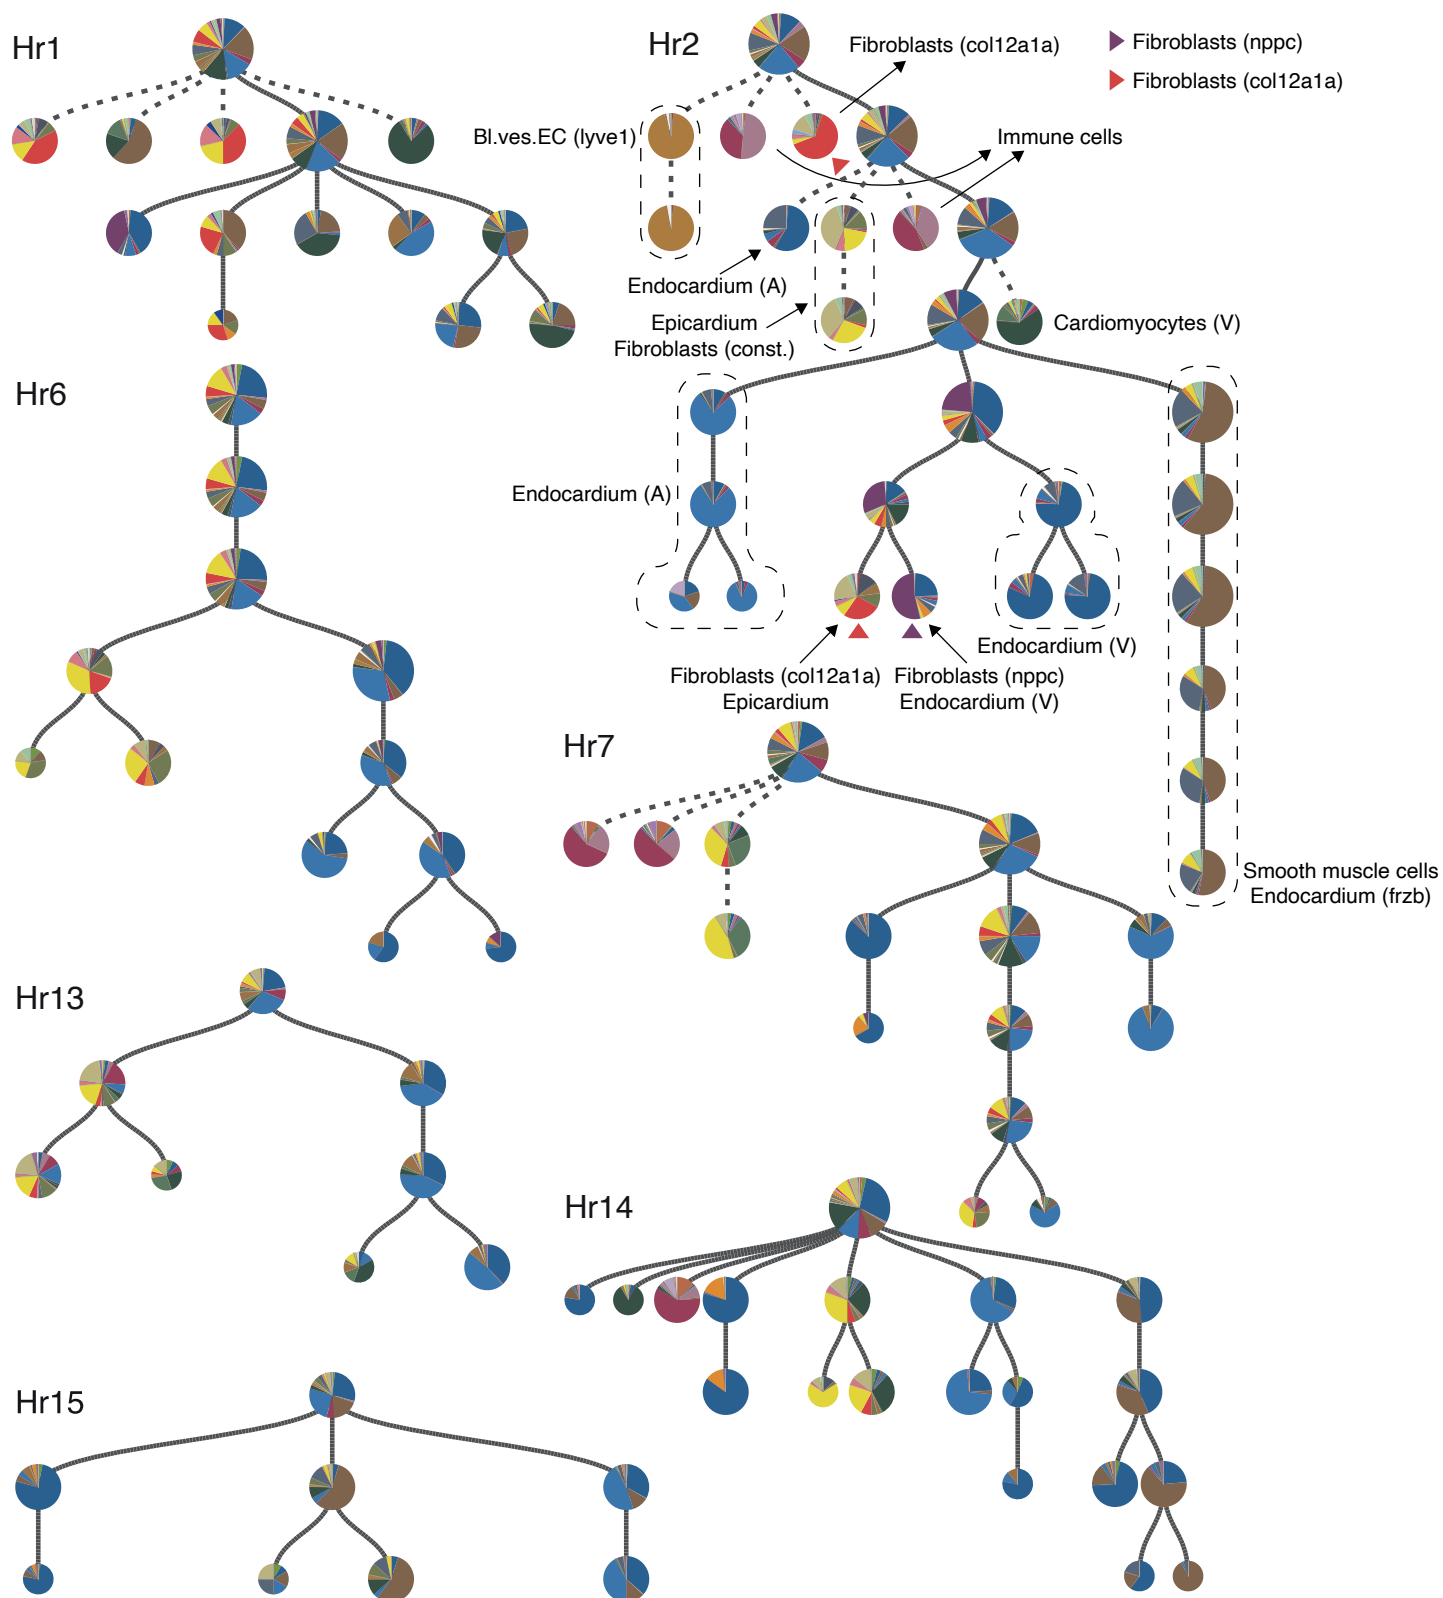 Hr1
Hr2
Fibroblasts (col12a1a)
Fibroblasts (nppc)
Fibroblasts (col12a1a)
Bl.ves.EC (lyve1)
Immune cells
Endocardium (A)
Epicardium
Fibroblasts (const.)
Cardiomyocytes (V)
Hr6
Endocardium (A)
Endocardium (V)
Fibroblasts (col12a1a)
Epicardium
Fibroblasts (nppc)
Endocardium (V)
Hr7
Smooth muscle cells
Endocardium (frzb)
Hr13
Hr14
Hr15